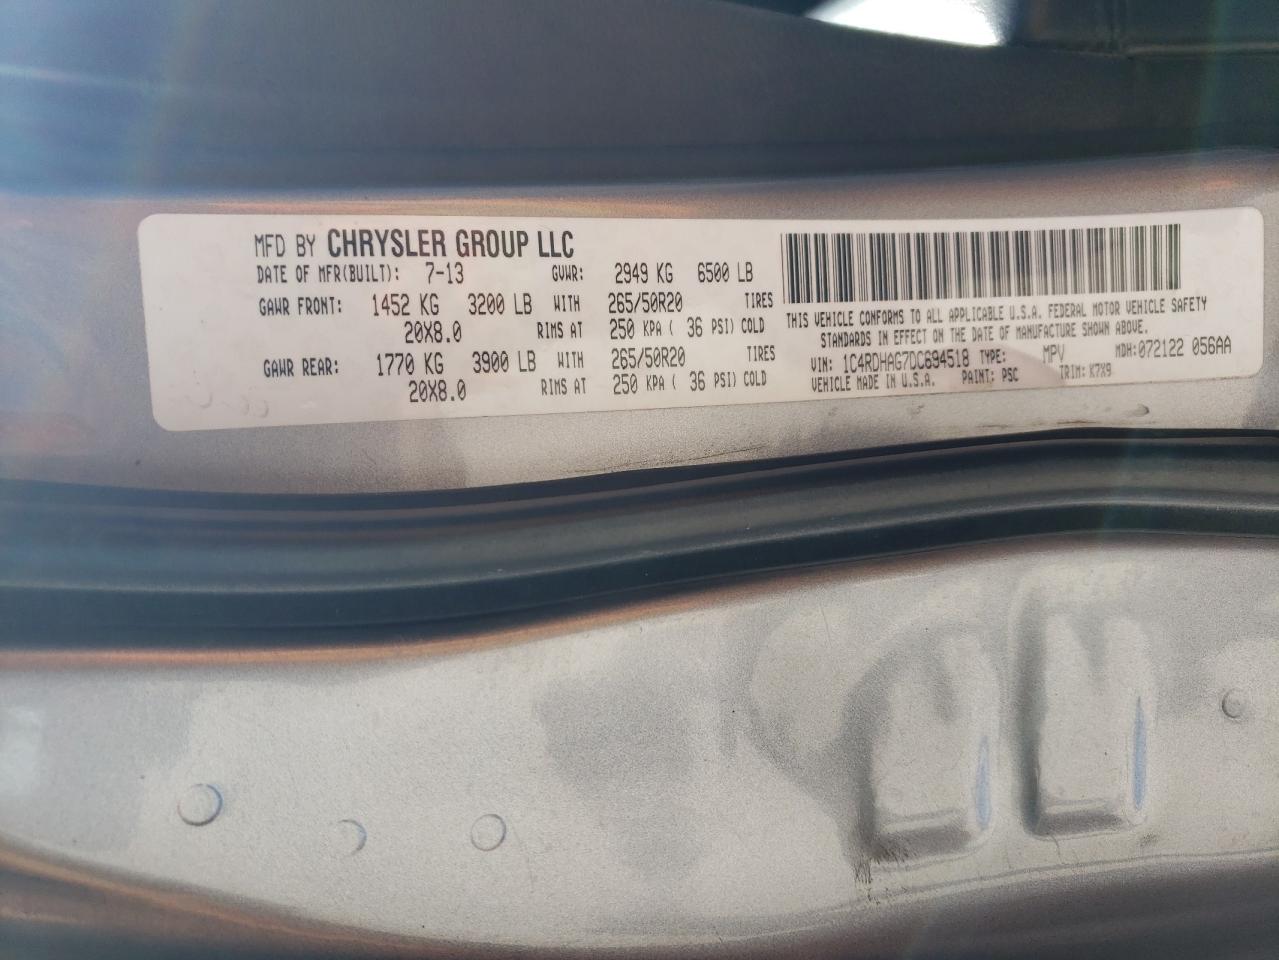 MFD BY CHRYSLER GROUP LLC
DATE OF MFR(BUILT): 7-13 GVWR: 2949 KG 6500 LB
GAWR FRONT: 1452 KG 3200 LB WITH 265/50R20 TIRES
20X8.0 RIMS AT 250 KPA ( 36 PSI) COLD
GAWR REAR: 1770 KG 3900 LB WITH 265/50R20 TIRES
20X8.0 RIMS AT 250 KPA ( 36 PSI) COLD
THIS VEHICLE CONFORMS TO ALL APPLICABLE U.S.A. FEDERAL MOTOR VEHICLE SAFETY
STANDARDS IN EFFECT ON THE DATE OF MANUFACTURE SHOWN ABOVE.
VIN: 1C4RDHAG7DC694518 TYPE: MPV MDH:072122 056AA
VEHICLE MADE IN U.S.A. PAINT: PSC TRIM: K7X9